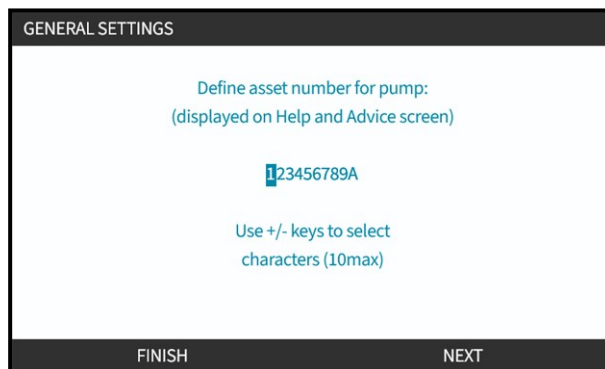 GENERAL SETTINGS
Define asset number for pump:
(displayed on Help and Advice screen)
123456789A
Use +/- keys to select
characters (10max)
FINISH NEXT